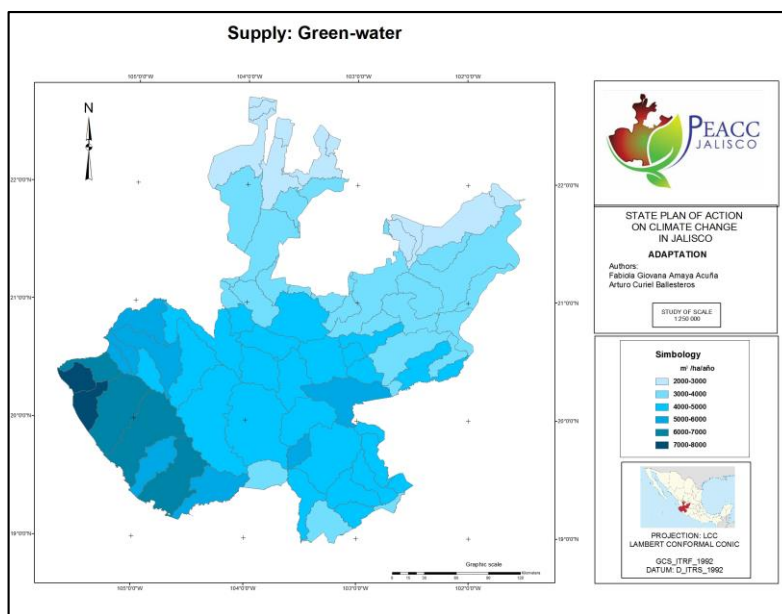 Supply: Green-water
105°0'0"W 104°0'0"W 103°0'0"W 102°0'0"W
N
22°0'0"N 22°0'0"N
21°0'0"N 21°0'0"N
20°0'0"N 20°0'0"N
19°0'0"N 19°0'0"N
Graphic scale
105°0'0"W 104°0'0"W 103°0'0"W 102°0'0"W
PEACC
JALISCO
STATE PLAN OF ACTION
ON CLIMATE CHANGE
IN JALISCO
ADAPTATION
Authors:
Fabiola Giovana Amaya Acuña
Arturo Curiel Ballesteros
STUDY OF SCALE
1:250 000
Simbology
m³ /ha/año
2000-3000
3000-4000
4000-5000
5000-6000
6000-7000
7000-8000
PROJECTION: LCC
LAMBERT CONFORMAL CONIC
GCS_ITRF_1992
DATUM: D_ITRS_1992